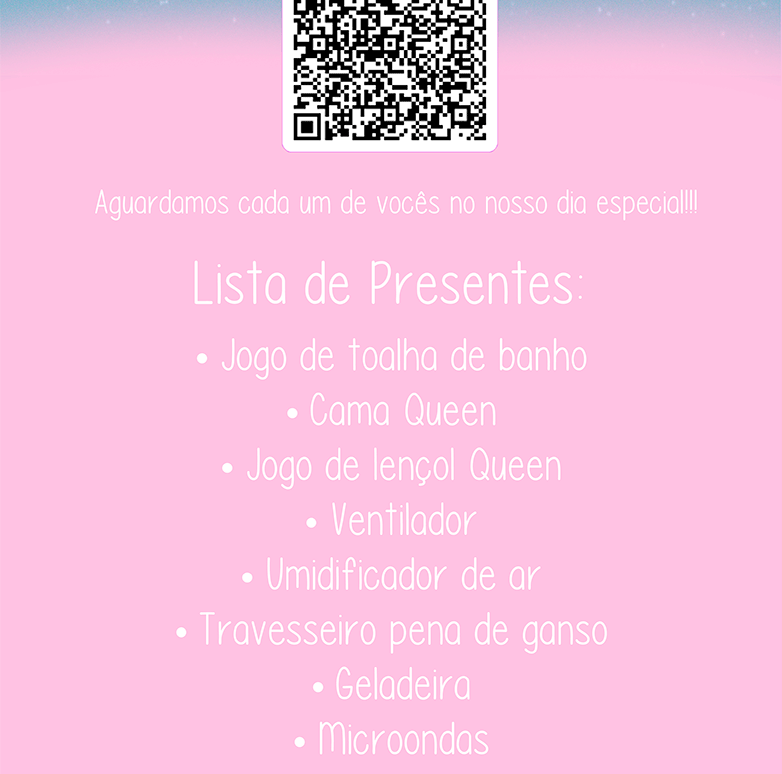 Aguardamos cada um de vocês no nosso dia especial!!!
Lista de Presentes:
• Jogo de toalha de banho
• Cama Queen
• Jogo de lençol Queen
• Ventilador
• Umidificador de ar
• Travesseiro pena de ganso
• Geladeira
• Microondas